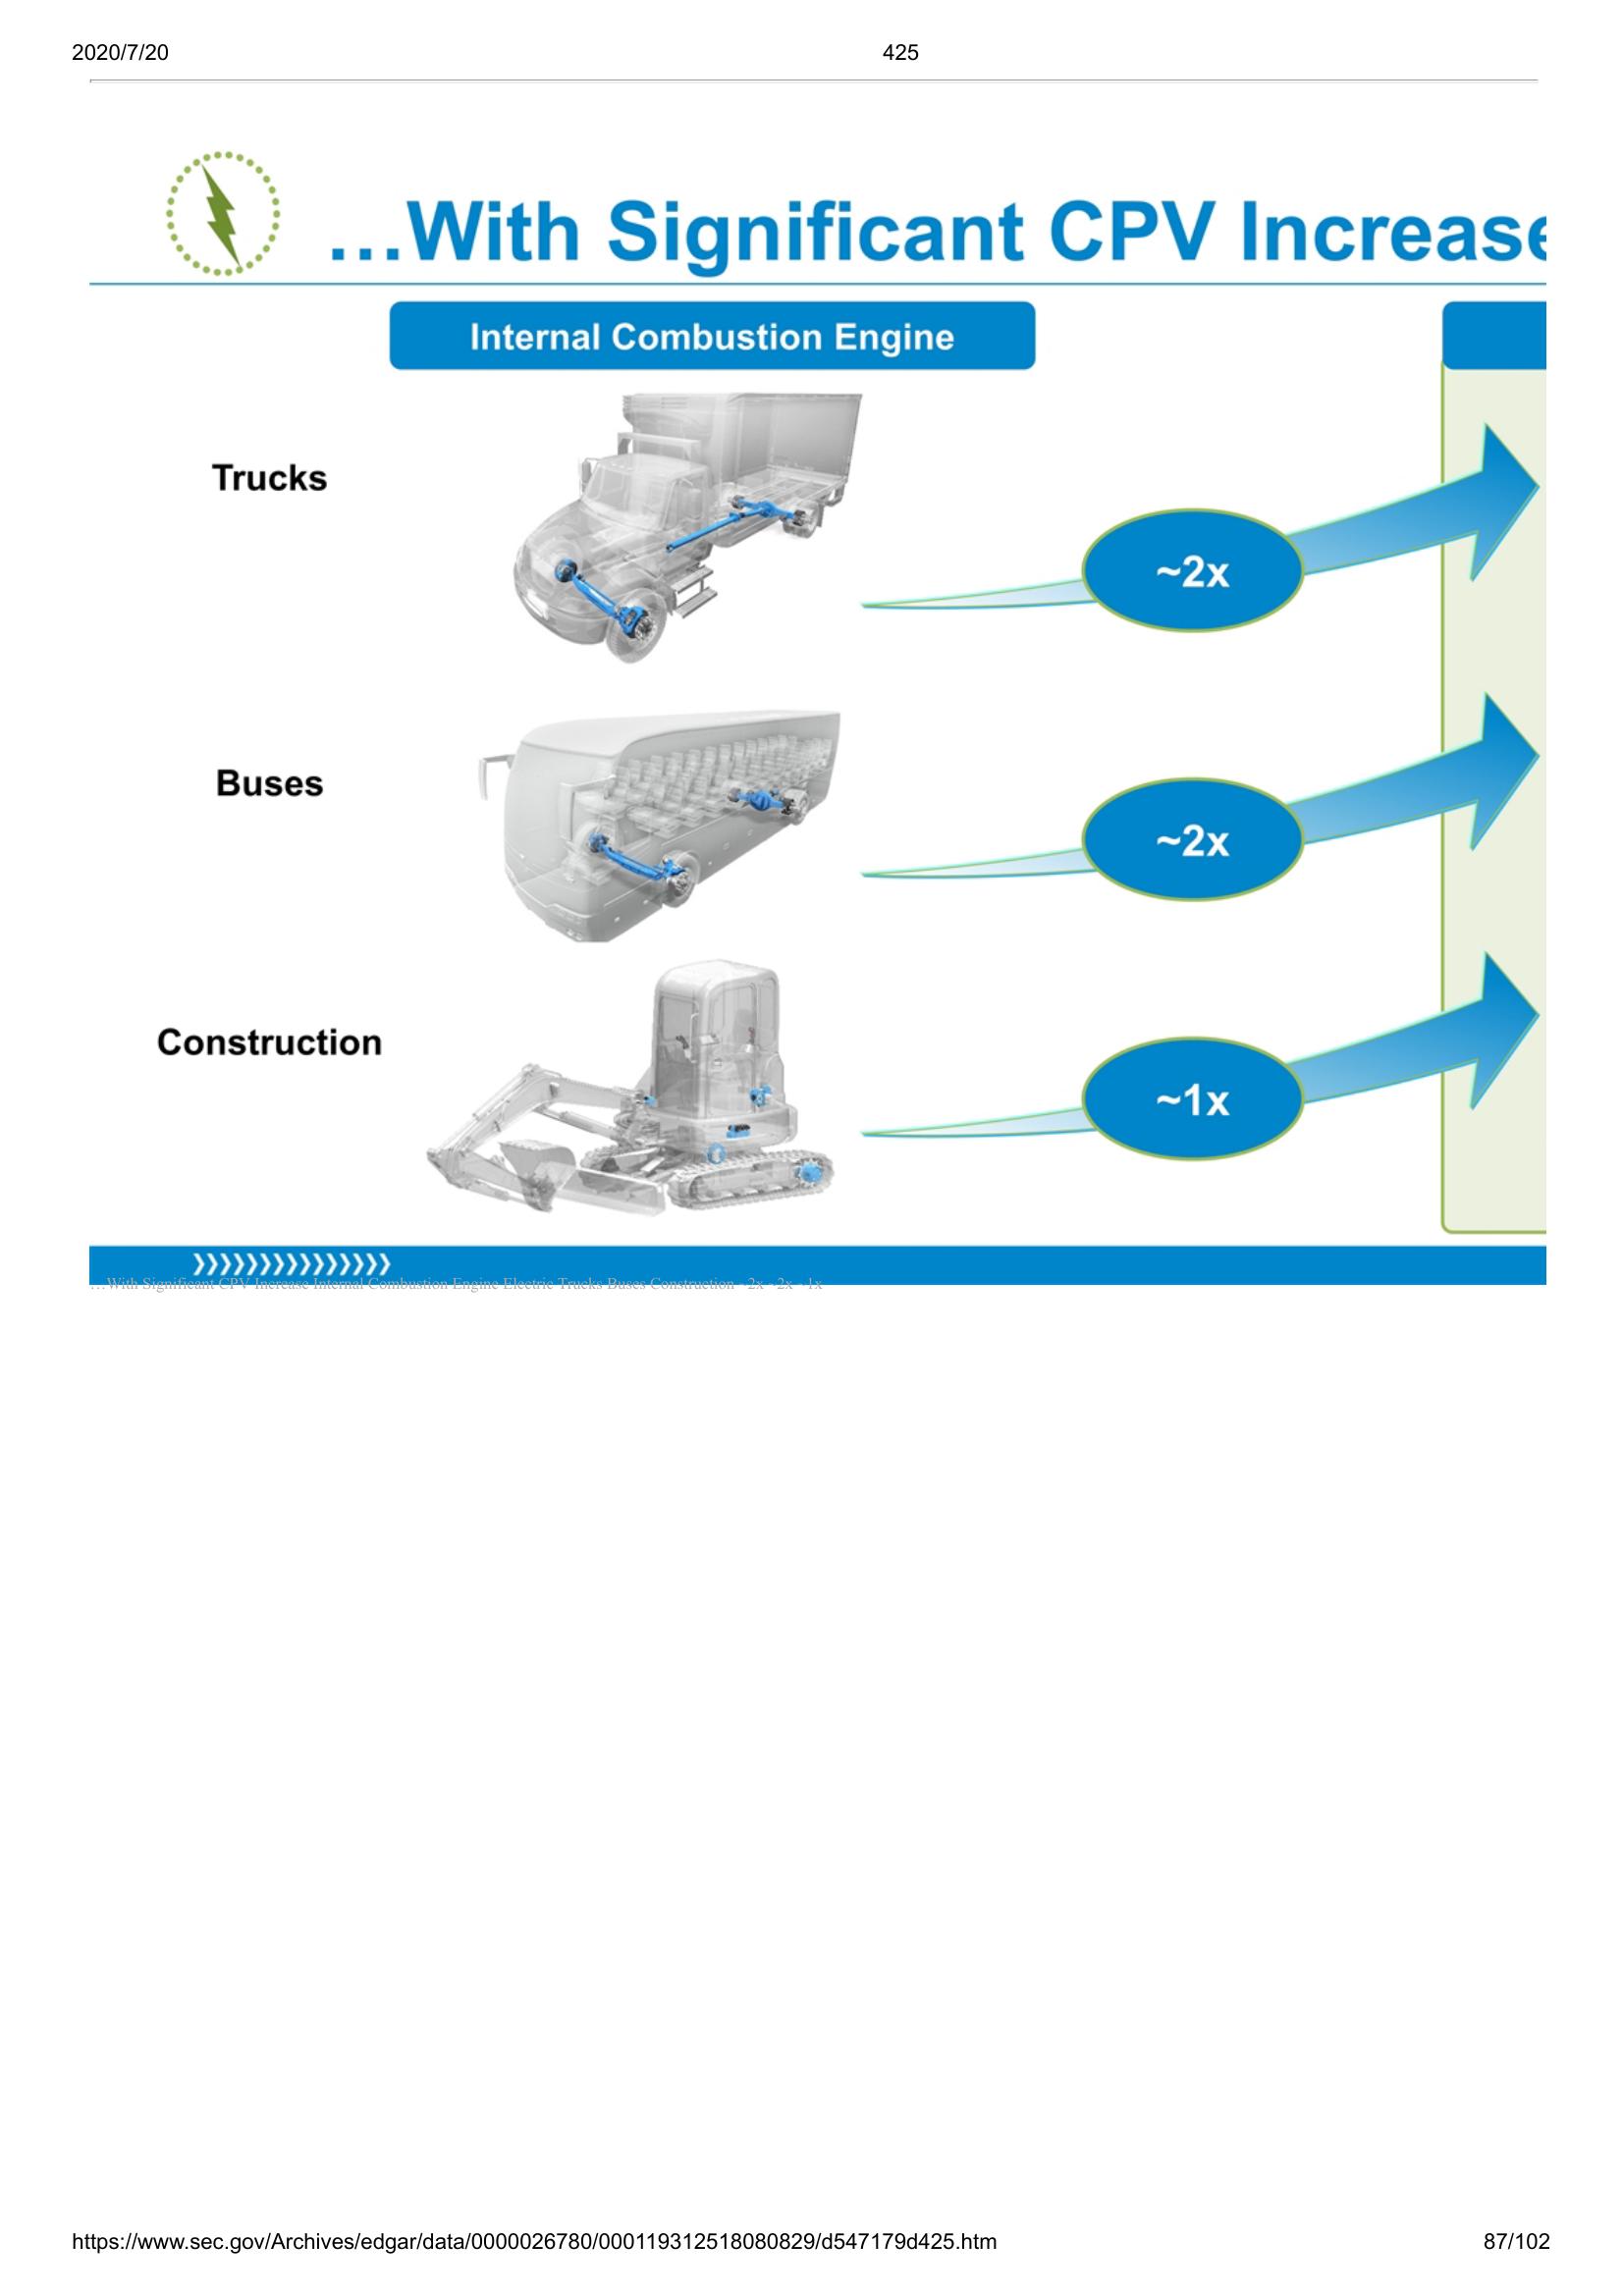 2020/7/20 425
…With Significant CPV Increase
Internal Combustion Engine
Trucks
~2x
Buses
~2x
Construction
~1x
…With Significant CPV Increase Internal Combustion Engine Electric Trucks Buses Construction ~2x ~2x ~1x
https://www.sec.gov/Archives/edgar/data/0000026780/000119312518080829/d547179d425.htm 87/102